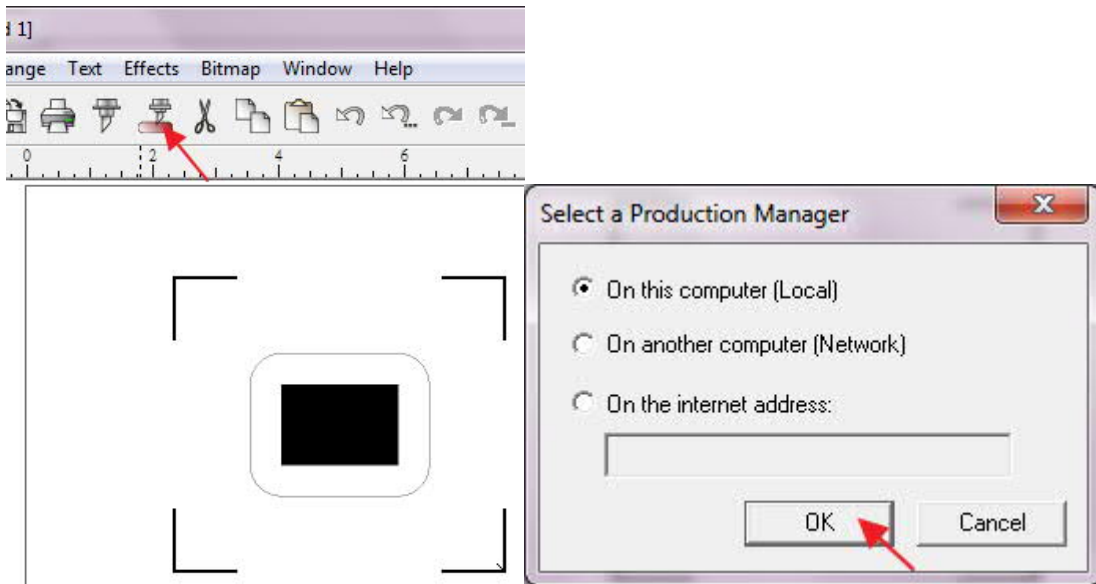 1]
ange Text Effects Bitmap Window Help
0 2 4 6
Select a Production Manager
On this computer (Local)
On another computer (Network)
On the internet address:
OK Cancel